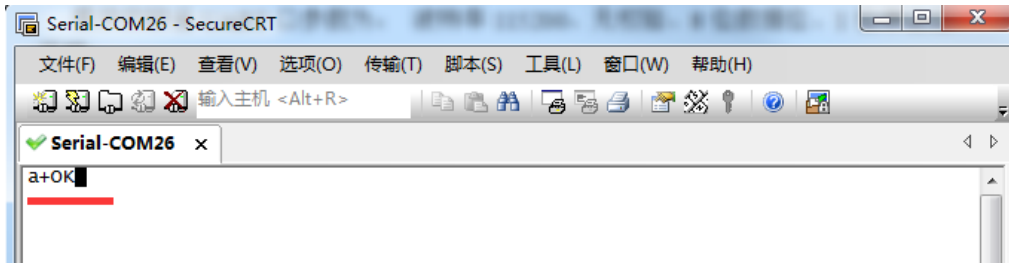 Serial-COM26 - SecureCRT
文件(F) 编辑(E) 查看(V) 选项(O) 传输(T) 脚本(S) 工具(L) 窗口(W) 帮助(H)
输入主机 <Alt+R>
Serial-COM26
a+OK